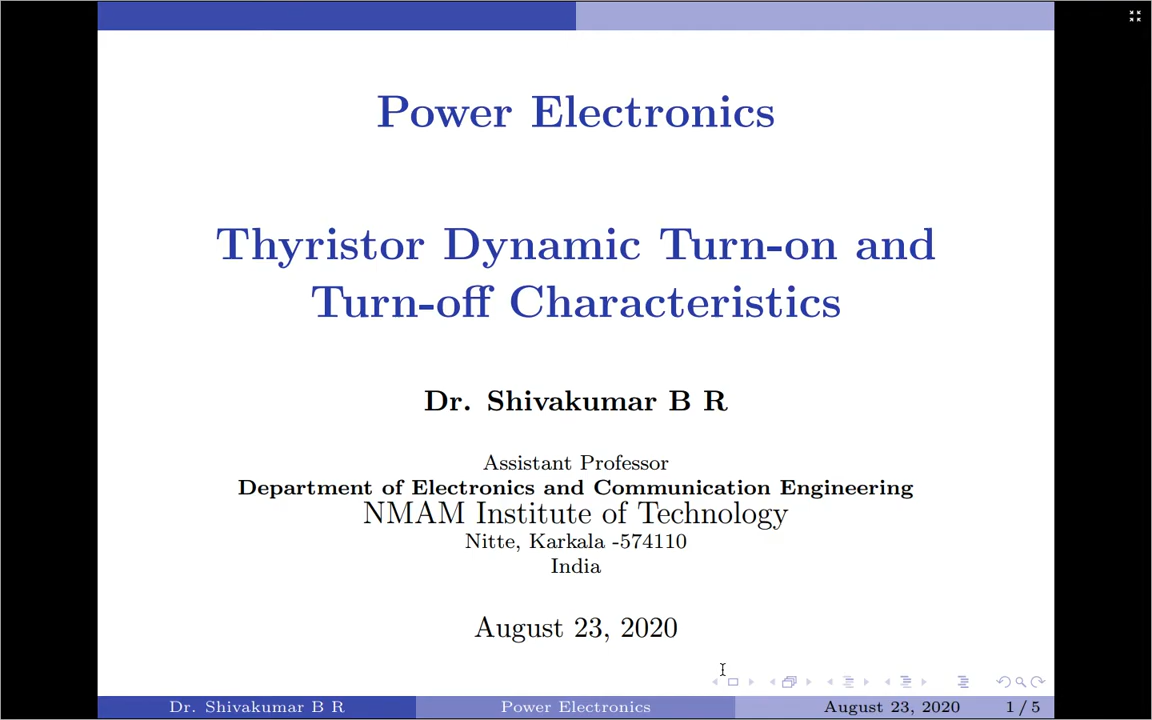 Power Electronics
Thyristor Dynamic Turn-on and
Turn-off Characteristics
Dr. Shivakumar B R
Assistant Professor
Department of Electronics and Communication Engineering
NMAM Institute of Technology
Nitte, Karkala -574110
India
August 23, 2020
Dr. Shivakumar B R Power Electronics August 23, 2020 1 / 5